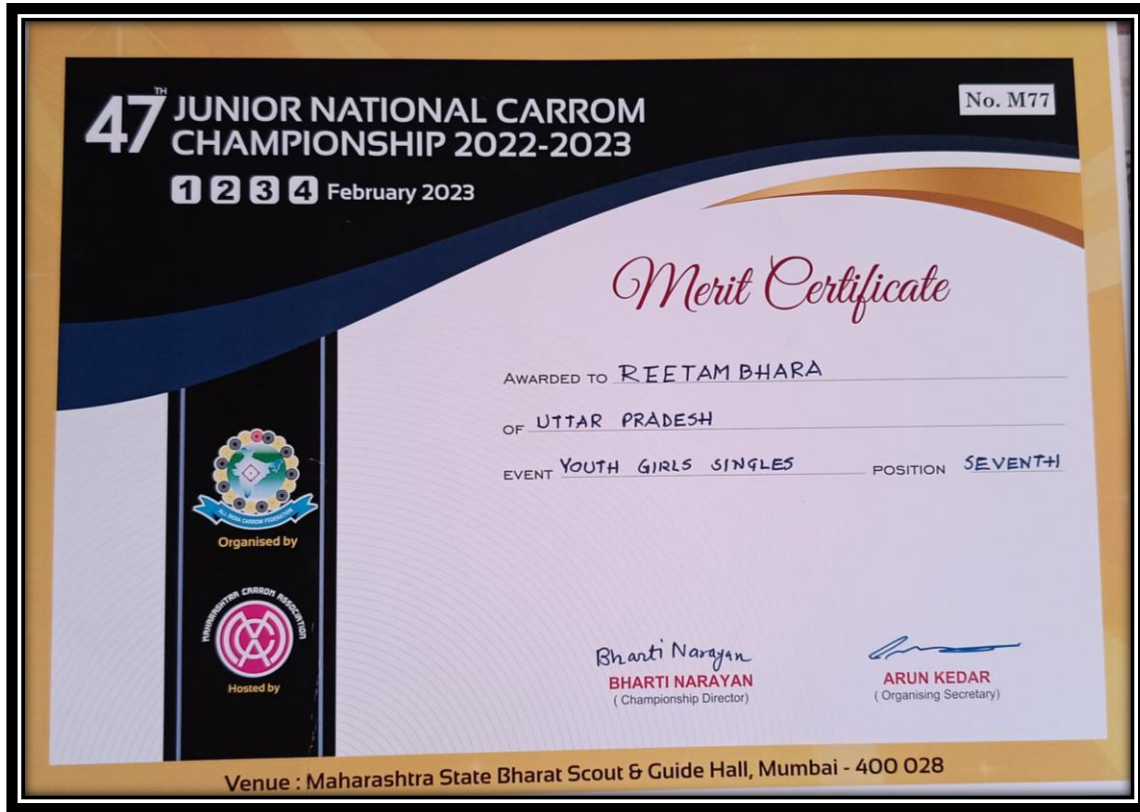 47TH JUNIOR NATIONAL CARROM
CHAMPIONSHIP 2022-2023
1 2 3 4 February 2023
No. M77
Merit Certificate
AWARDED TO REETAM BHARA
OF UTTAR PRADESH
EVENT YOUTH GIRLS SINGLES POSITION SEVENTH
ALL INDIA CARROM FEDERATION
Organised by
MAHARASHTRA CARROM ASSOCIATION
Hosted by
Bharti Narayan
BHARTI NARAYAN
( Championship Director)
ARUN KEDAR
( Organising Secretary)
Venue : Maharashtra State Bharat Scout & Guide Hall, Mumbai - 400 028